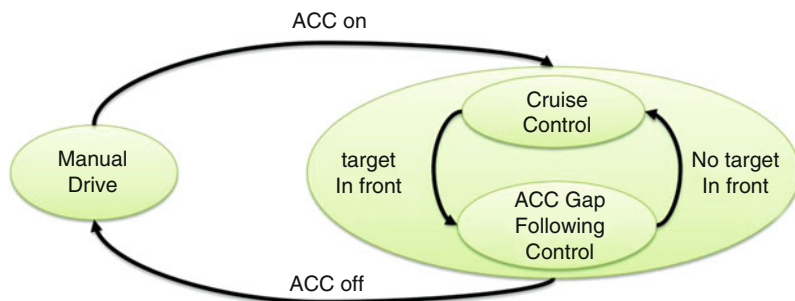 ACC on
Cruise
Control
Manual
Drive
target
In front
No target
In front
ACC Gap
Following
Control
ACC off